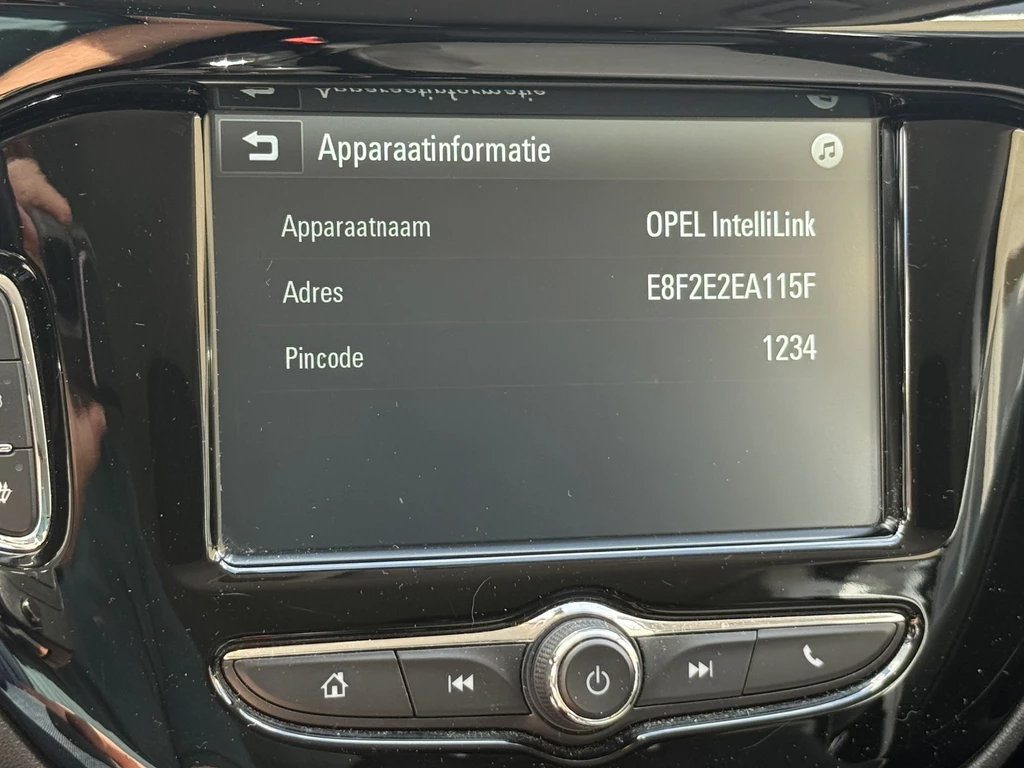 Apparaatinformatie
Apparaatnaam OPEL IntelliLink
Adres E8F2E2EA115F
Pincode 1234